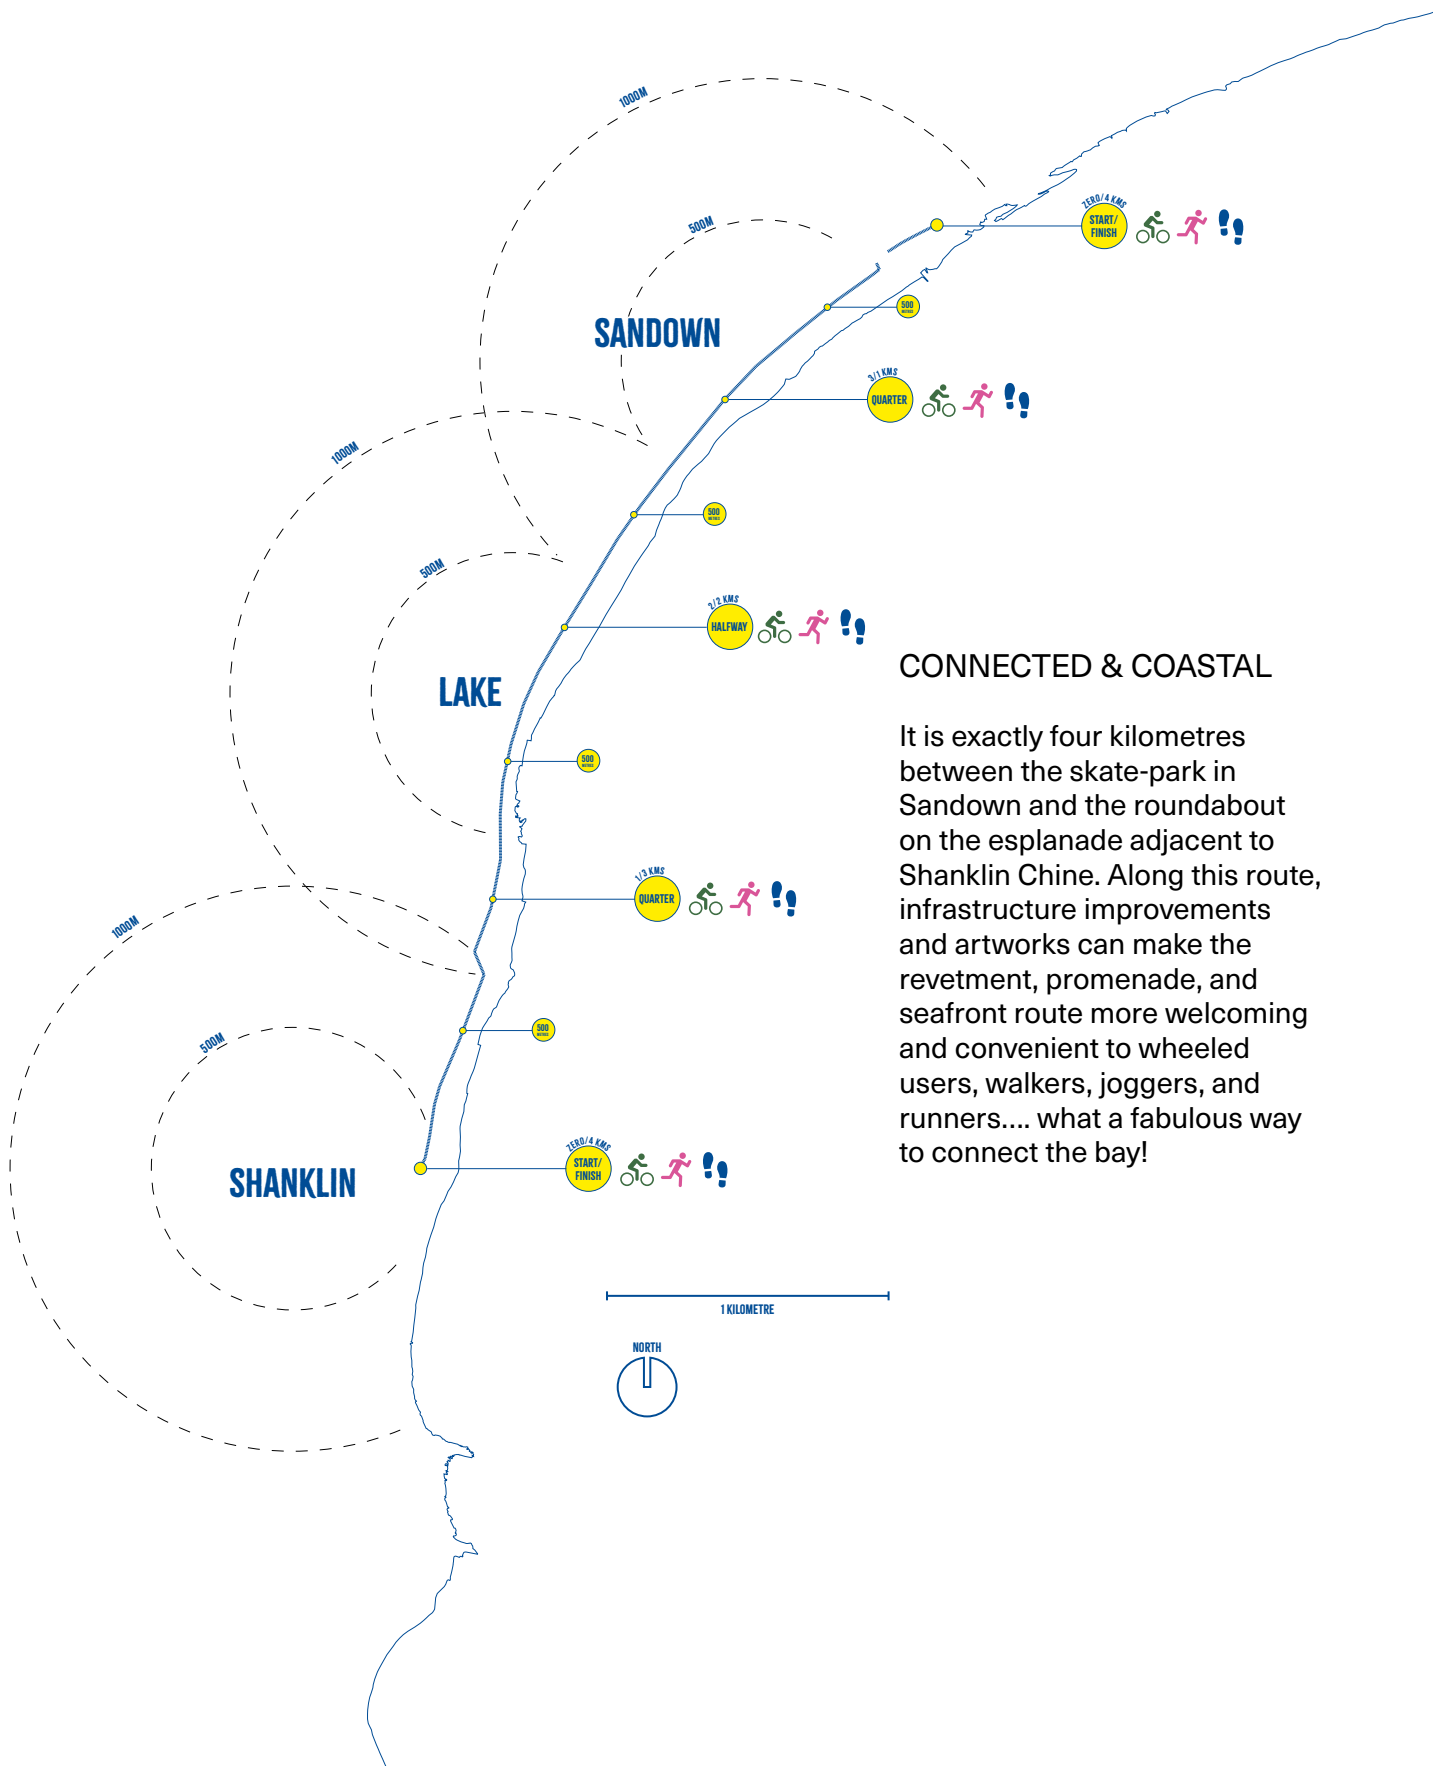 1000M
ZERO/4 KMS
START/
FINISH
500M
500
METRES
SANDOWN
3/1 KMS
QUARTER
1000M
500
METRES
500M
2/2 KMS
HALFWAY
CONNECTED & COASTAL
LAKE
It is exactly four kilometres
between the skate-park in
Sandown and the roundabout
on the esplanade adjacent to
Shanklin Chine. Along this route,
infrastructure improvements
and artworks can make the
revetment, promenade, and
seafront route more welcoming
and convenient to wheeled
users, walkers, joggers, and
runners.... what a fabulous way
to connect the bay!
500
METRES
1/3 KMS
QUARTER
1000M
500M
500
METRES
ZERO/4 KMS
START/
FINISH
SHANKLIN
1 KILOMETRE
NORTH